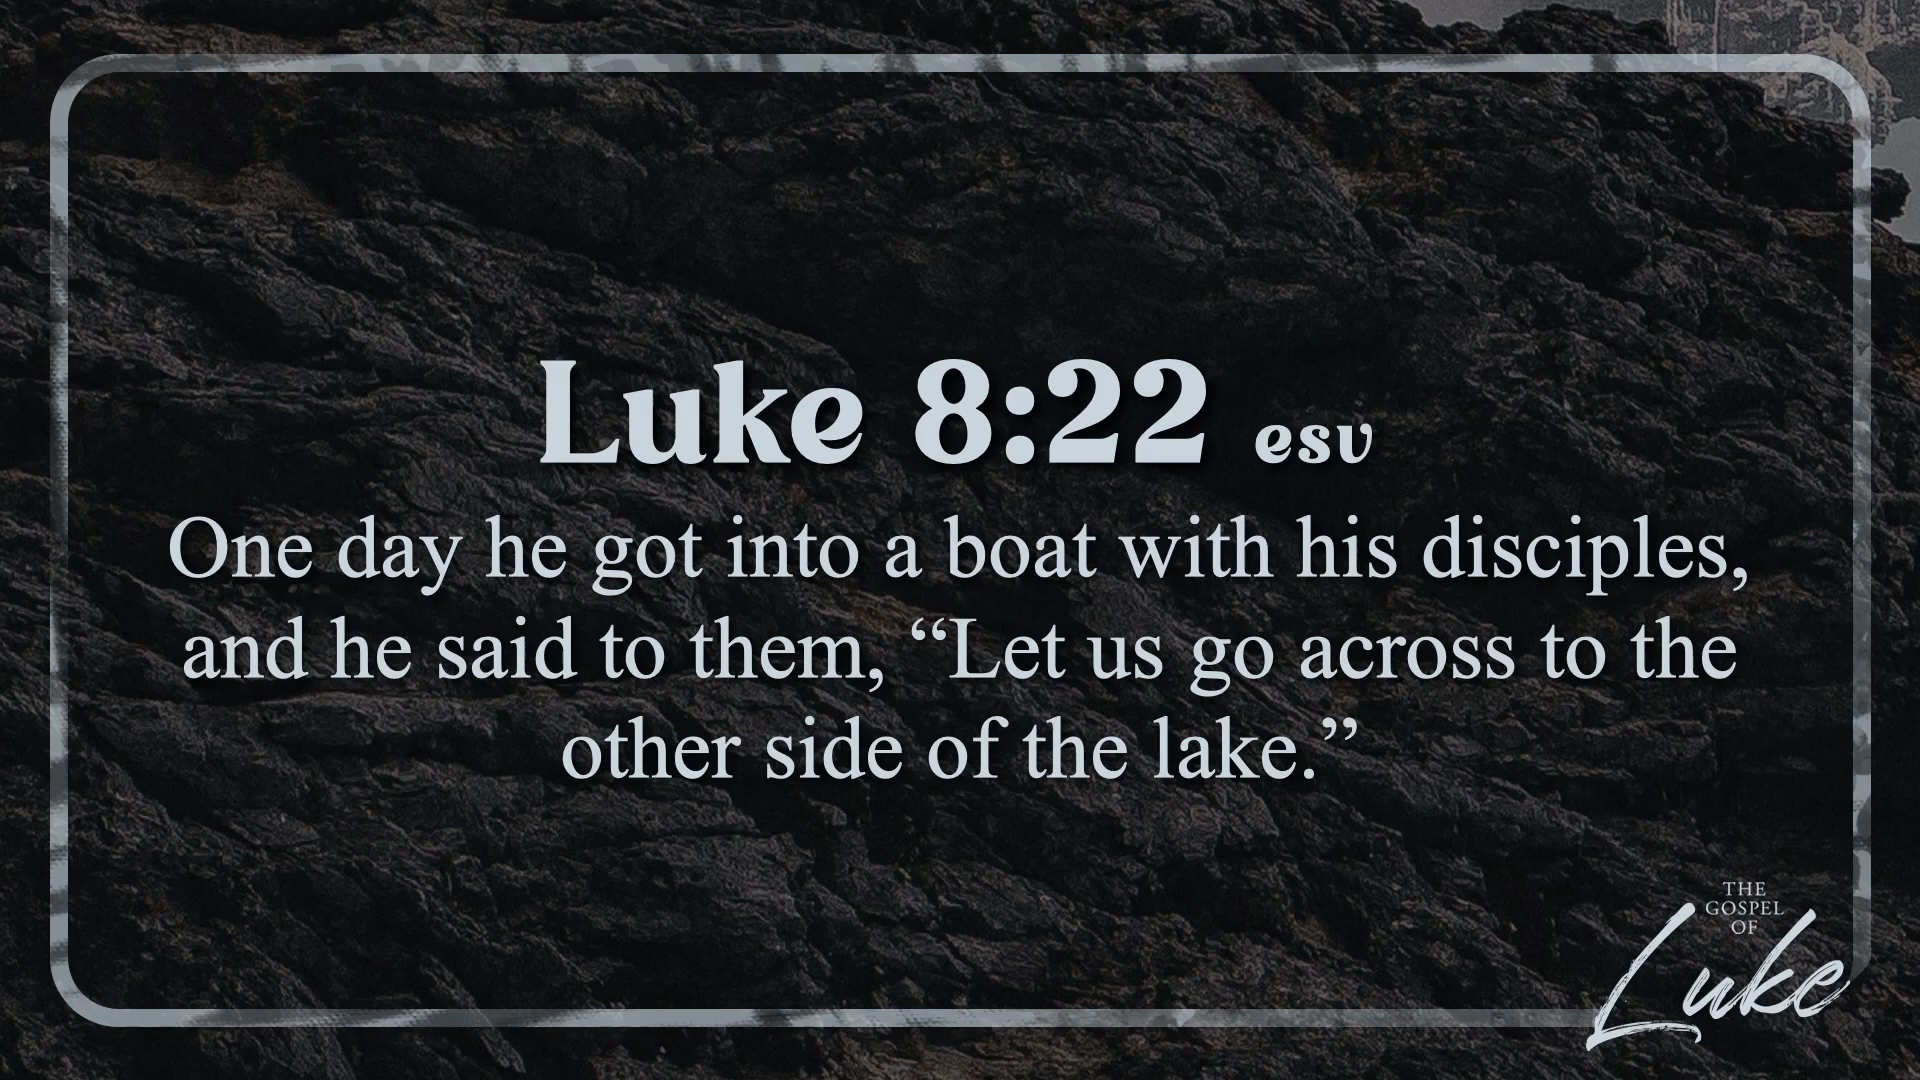 Luke 8:22 esv
One day he got into a boat with his disciples,
and he said to them, “Let us go across to the
other side of the lake.”
THE
GOSPEL
OF
Luke